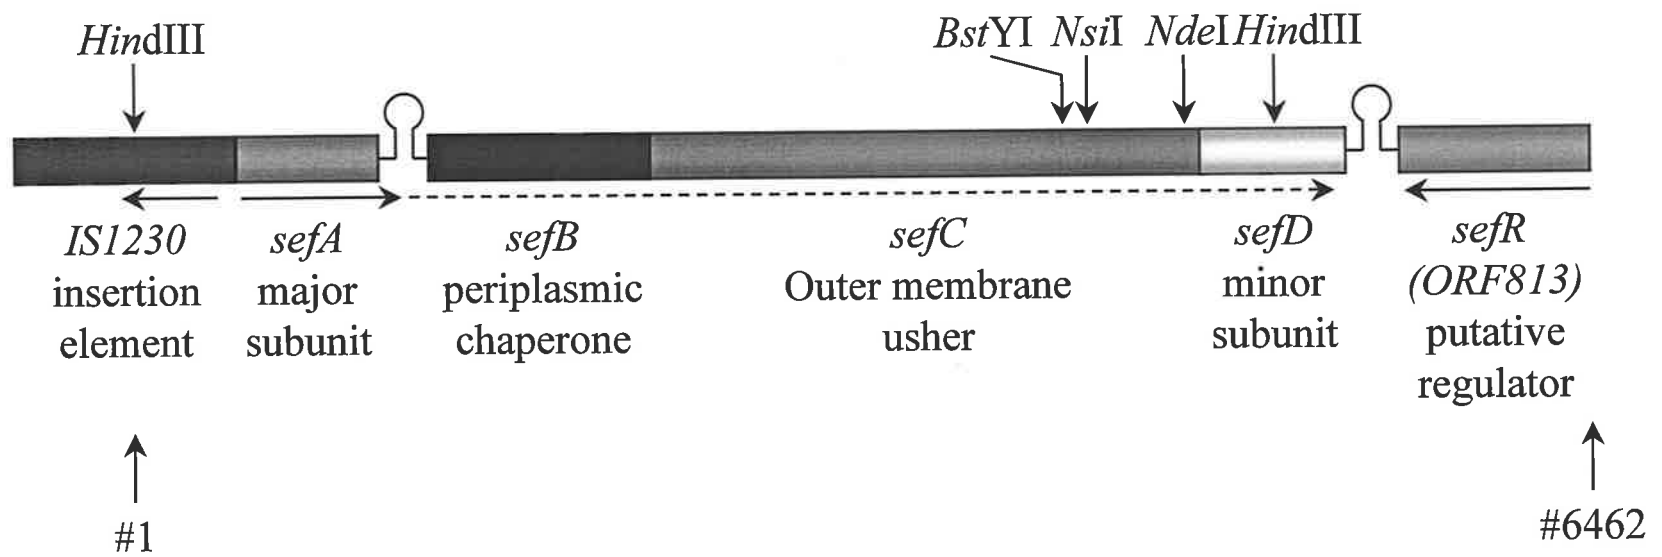 HindIII
BstYI NsiI NdeI HindIII
IS1230
insertion
element
sefA
major
subunit
sefB
periplasmic
chaperone
sefC
Outer membrane
usher
sefD
minor
subunit
sefR
(ORF813)
putative
regulator
#1
#6462